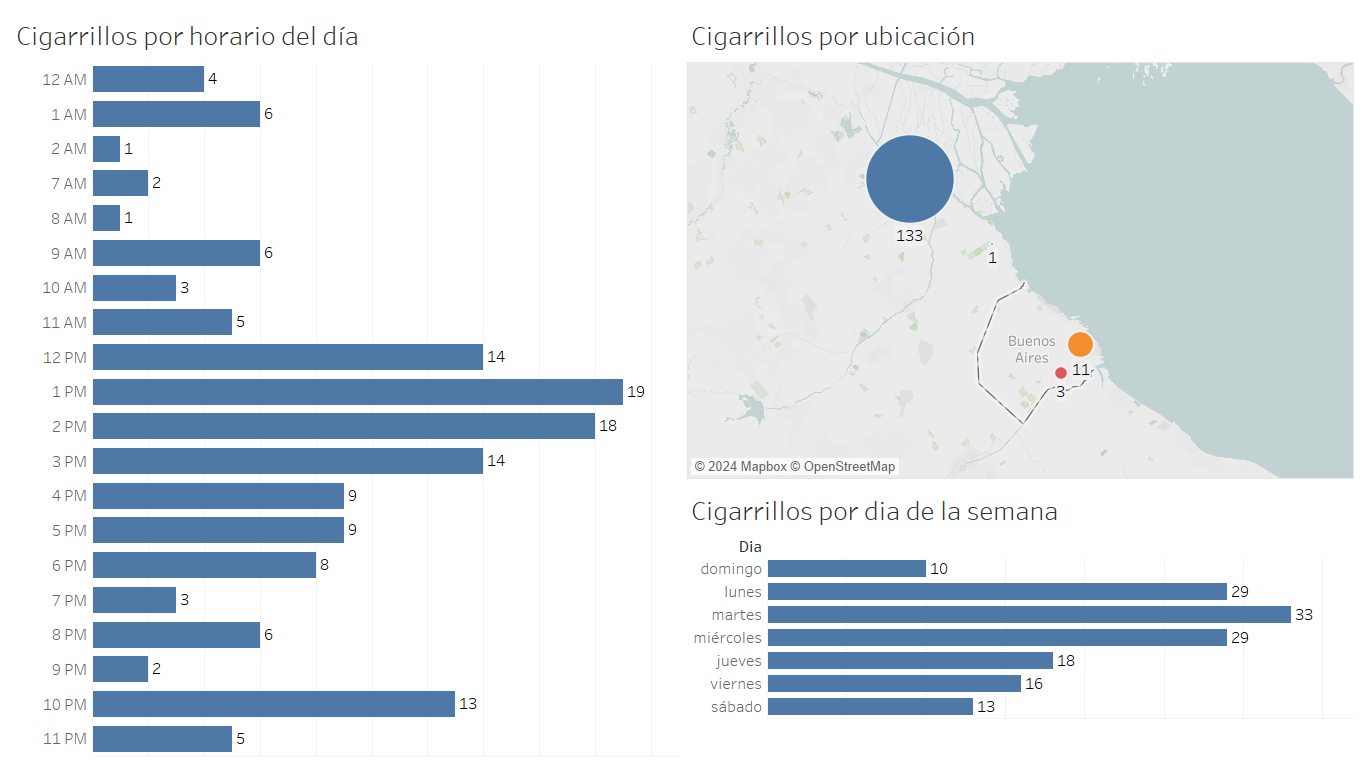 Cigarrillos por horario del día
12 AM 4
1 AM 6
2 AM 1
7 AM 2
8 AM 1
9 AM 6
10 AM 3
11 AM 5
12 PM 14
1 PM 19
2 PM 18
3 PM 14
4 PM 9
5 PM 9
6 PM 8
7 PM 3
8 PM 6
9 PM 2
10 PM 13
11 PM 5
Cigarrillos por ubicación
133
1
Buenos
Aires
11
3
© 2024 Mapbox © OpenStreetMap
Cigarrillos por dia de la semana
Dia
domingo 10
lunes 29
martes 33
miércoles 29
jueves 18
viernes 16
sábado 13